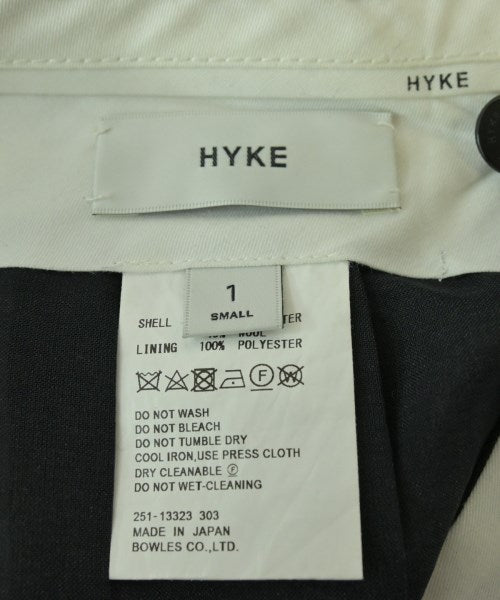 HYKE
HYKE
1
SMALL
SHELL
WOOL
LINING 100% POLYESTER
F W
DO NOT WASH
DO NOT BLEACH
DO NOT TUMBLE DRY
COOL IRON,USE PRESS CLOTH
DRY CLEANABLE Ⓕ
DO NOT WET-CLEANING
251-13323 303
MADE IN JAPAN
BOWLES CO.,LTD.